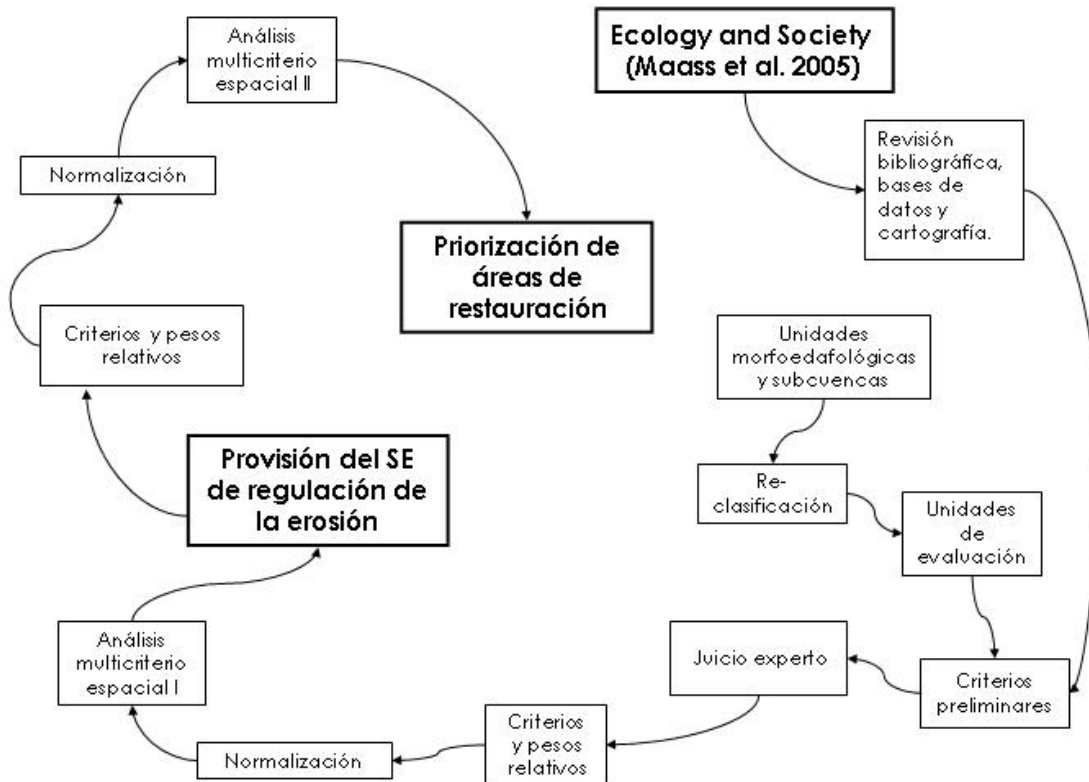 Ecology and Society
(Maass et al. 2005)
Revisión
bibliográfica,
bases de
datos y
cartografía.
Unidades
morfoedafológicas
y subcuencas
Re-
clasificación
Unidades
de
evaluación
Criterios
preliminares
Juicio experto
Criterios
y pesos
relativos
Normalización
Análisis
multicriterio
espacial I
Provisión del SE
de regulación de
la erosión
Criterios y pesos
relativos
Normalización
Análisis
multicriterio
espacial II
Priorización de
áreas de
restauración